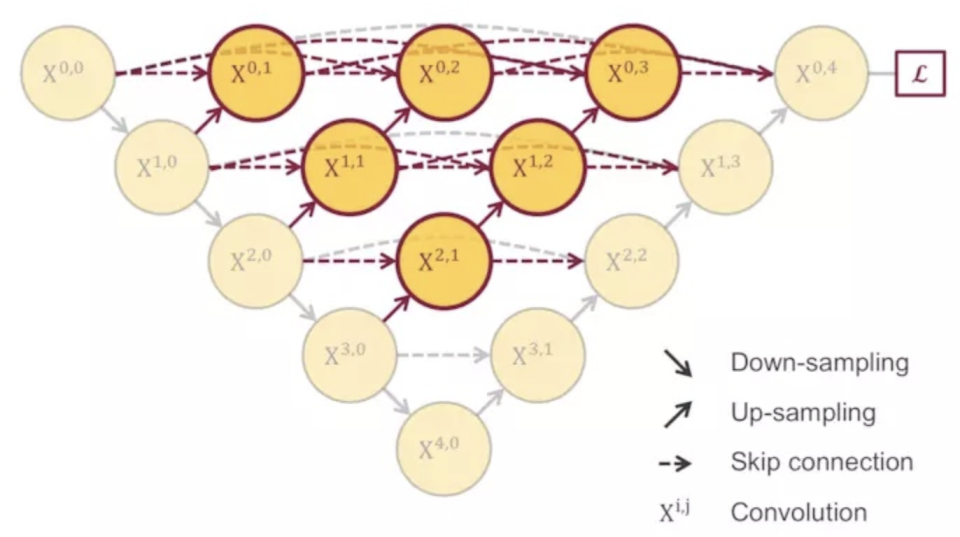 X^{0,0} X^{0,1} X^{0,2} X^{0,3} X^{0,4} ℒ
X^{1,0} X^{1,1} X^{1,2} X^{1,3}
X^{2,0} X^{2,1} X^{2,2}
X^{3,0} X^{3,1}
X^{4,0}
Down-sampling
Up-sampling
Skip connection
X^{i,j} Convolution